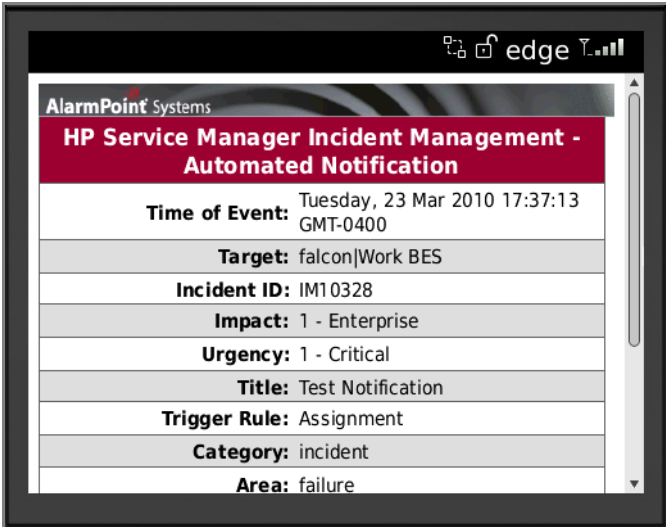 edge
AlarmPoint Systems
HP Service Manager Incident Management -
Automated Notification
Time of Event: Tuesday, 23 Mar 2010 17:37:13
GMT-0400
Target: falcon|Work BES
Incident ID: IM10328
Impact: 1 - Enterprise
Urgency: 1 - Critical
Title: Test Notification
Trigger Rule: Assignment
Category: incident
Area: failure